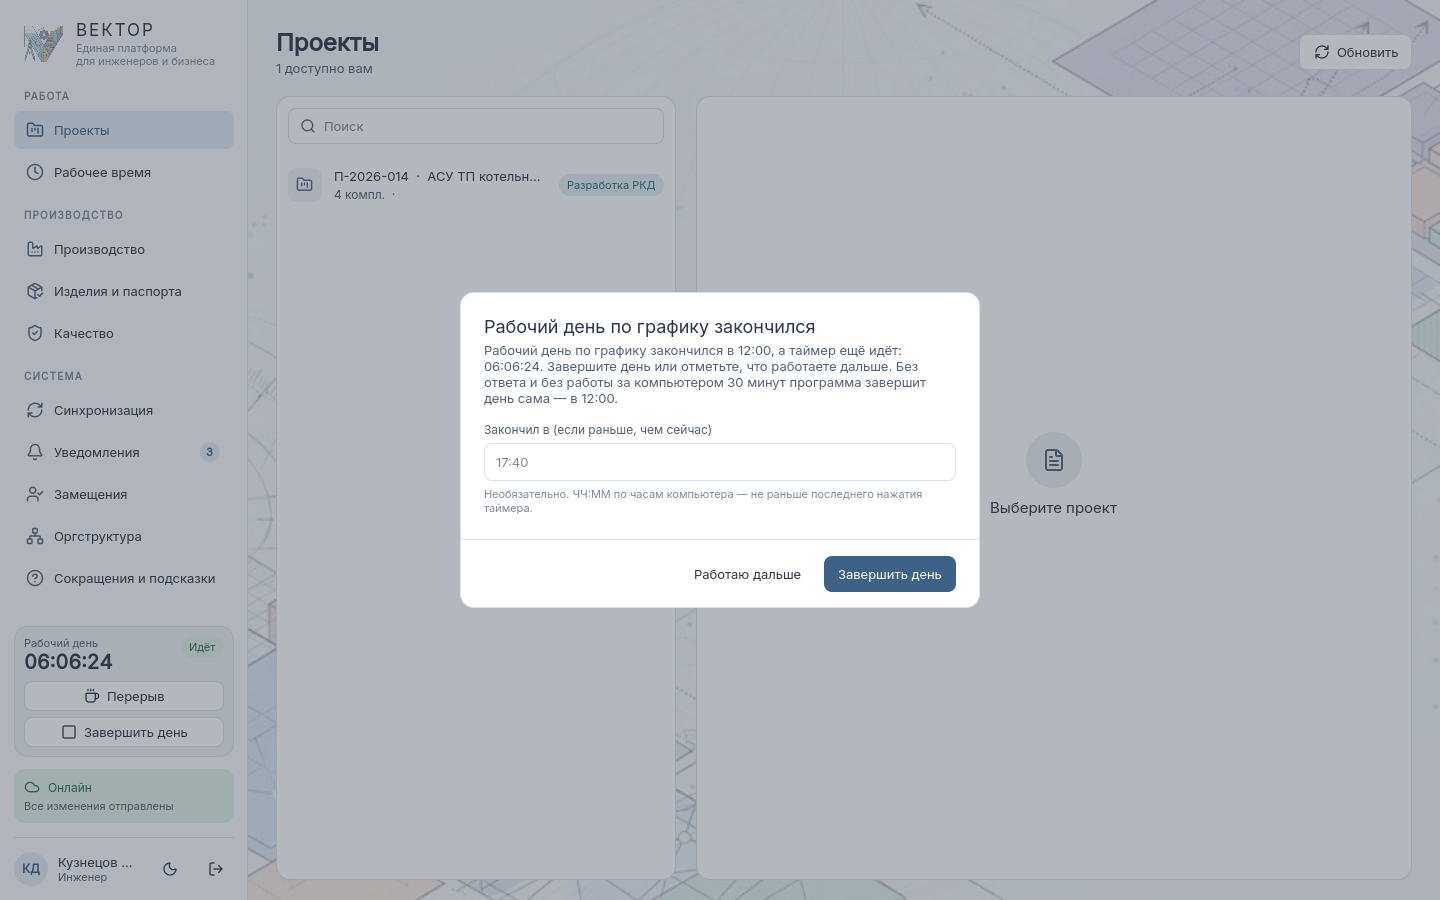 ВЕКТОР
Единая платформа
для инженеров и бизнеса
РАБОТА
Проекты
Рабочее время
ПРОИЗВОДСТВО
Производство
Изделия и паспорта
Качество
СИСТЕМА
Синхронизация
Уведомления 3
Замещения
Оргструктура
Сокращения и подсказки
Рабочий день
Идёт
06:06:24
Перерыв
Завершить день
Онлайн
Все изменения отправлены
КД
Кузнецов ...
Инженер
Проекты
1 доступно вам
Обновить
Поиск
П-2026-014 · АСУ ТП котельн...
4 компл. ·
Разработка РКД
Выберите проект
Рабочий день по графику закончился
Рабочий день по графику закончился в 12:00, а таймер ещё идёт:
06:06:24. Завершите день или отметьте, что работаете дальше. Без
ответа и без работы за компьютером 30 минут программа завершит
день сама — в 12:00.
Закончил в (если раньше, чем сейчас)
17:40
Необязательно. ЧЧ:ММ по часам компьютера — не раньше последнего нажатия
таймера.
Работаю дальше
Завершить день